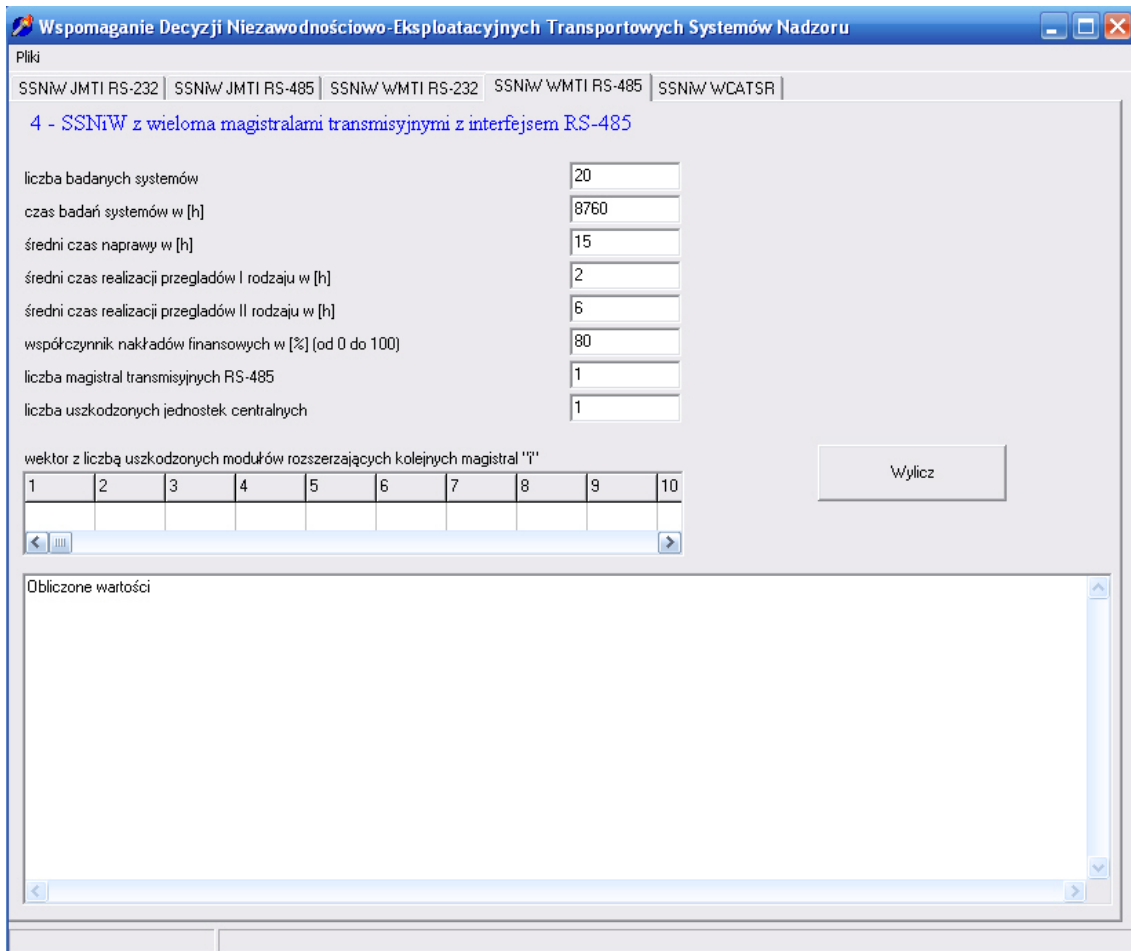 Wspomaganie Decyzji Niezawodnościowo-Eksploatacyjnych Transportowych Systemów Nadzoru
Pliki
SSNiW JMTI RS-232 SSNiW JMTI RS-485 SSNiW WMTI RS-232 SSNiW WMTI RS-485 SSNiW WCATSR
4 - SSNiW z wieloma magistralami transmisyjnymi z interfejsem RS-485
liczba badanych systemów 20
czas badań systemów w [h] 8760
średni czas naprawy w [h] 15
średni czas realizacji przegladów I rodzaju w [h] 2
średni czas realizacji przegladów II rodzaju w [h] 6
współczynnik nakładów finansowych w [%] (od 0 do 100) 80
liczba magistral transmisyjnych RS-485 1
liczba uszkodzonych jednostek centralnych 1
wektor z liczbą uszkodzonych modułów rozszerzających kolejnych magistral "i"
Wylicz
1 2 3 4 5 6 7 8 9 10
Obliczone wartości